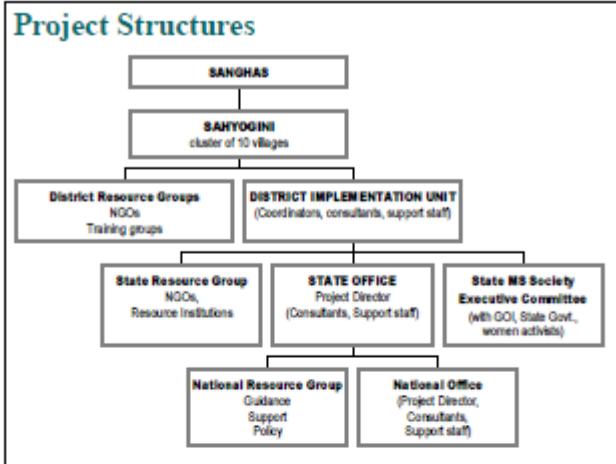 Project Structures
SANGHAS
SAHYOGINI
cluster of 10 villages
District Resource Groups
NGOs
Training groups
DISTRICT IMPLEMENTATION UNIT
(Coordinators, consultants, support staff)
State Resource Group
NGOs,
Resource Institutions
STATE OFFICE
Project Director
(Consultants, Support staff)
State MS Society
Executive Committee
(with GOI, State Govt.,
women activists)
National Resource Group
Guidance
Support
Policy
National Office
(Project Director,
Consultants,
Support staff)